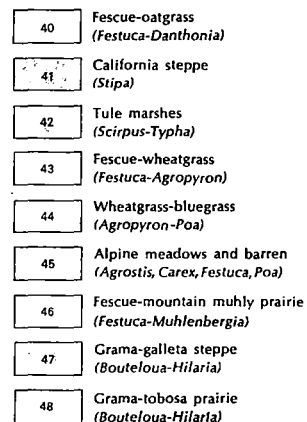 40 Fescue-oatgrass
(Festuca-Danthonia)
41 California steppe
(Stipa)
42 Tule marshes
(Scirpus-Typha)
43 Fescue-wheatgrass
(Festuca-Agropyron)
44 Wheatgrass-bluegrass
(Agropyron-Poa)
45 Alpine meadows and barren
(Agrostis, Carex, Festuca, Poa)
46 Fescue-mountain muhly prairie
(Festuca-Muhlenbergia)
47 Grama-galleta steppe
(Bouteloua-Hilaria)
48 Grama-tobosa prairie
(Bouteloua-Hilaria)